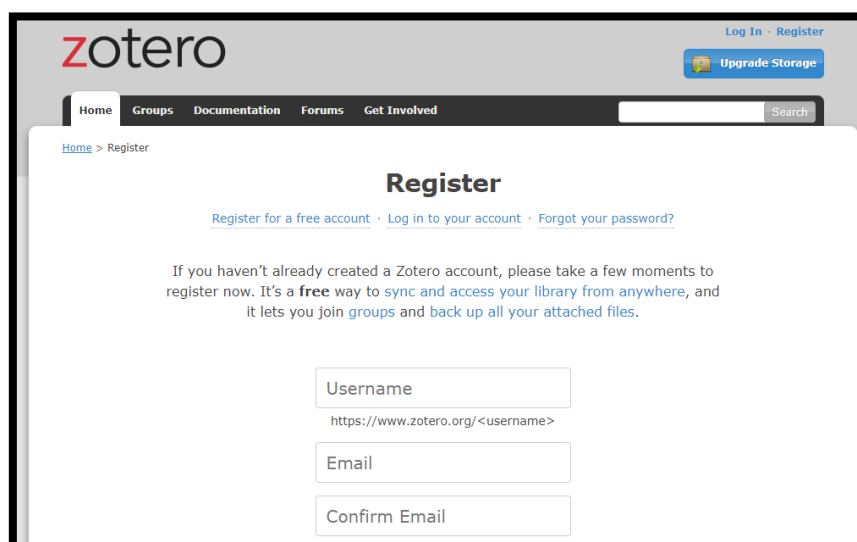 zotero
Log In · Register
Upgrade Storage
Home Groups Documentation Forums Get Involved
Search
Home > Register
Register
Register for a free account · Log in to your account · Forgot your password?
If you haven’t already created a Zotero account, please take a few moments to
register now. It’s a free way to sync and access your library from anywhere, and
it lets you join groups and back up all your attached files.
Username
https://www.zotero.org/<username>
Email
Confirm Email